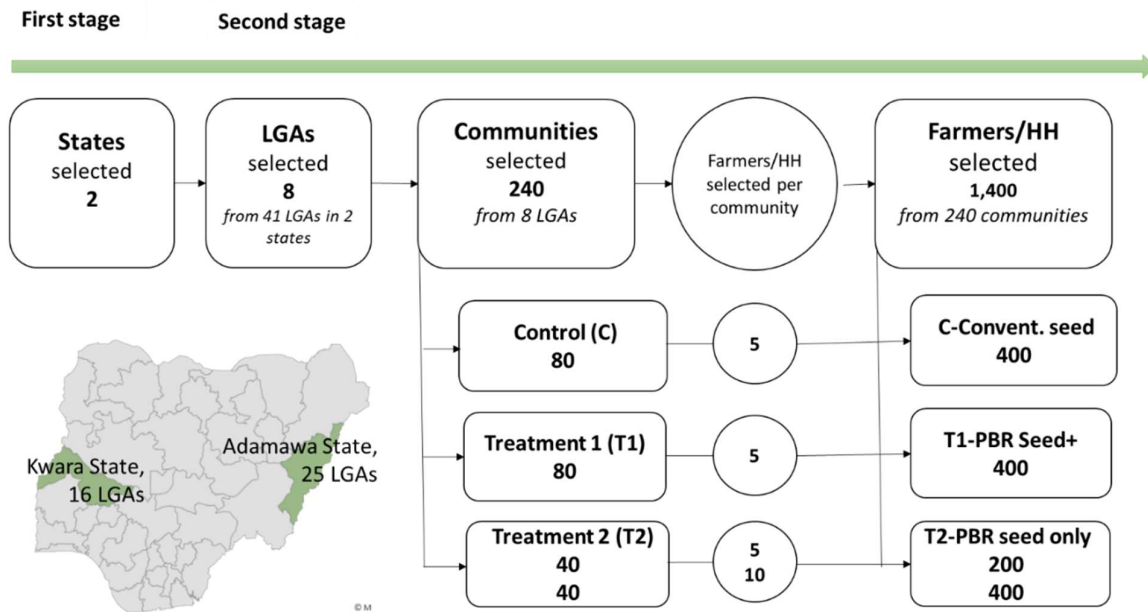 First stage
Second stage
States
selected
2
LGAs
selected
8
from 41 LGAs in 2
states
Communities
selected
240
from 8 LGAs
Farmers/HH
selected per
community
Farmers/HH
selected
1,400
from 240 communities
Control (C)
80
5
C-Convent. seed
400
Treatment 1 (T1)
80
5
T1-PBR Seed+
400
Treatment 2 (T2)
40
40
5
10
T2-PBR seed only
200
400
Kwara State,
16 LGAs
Adamawa State,
25 LGAs
© M